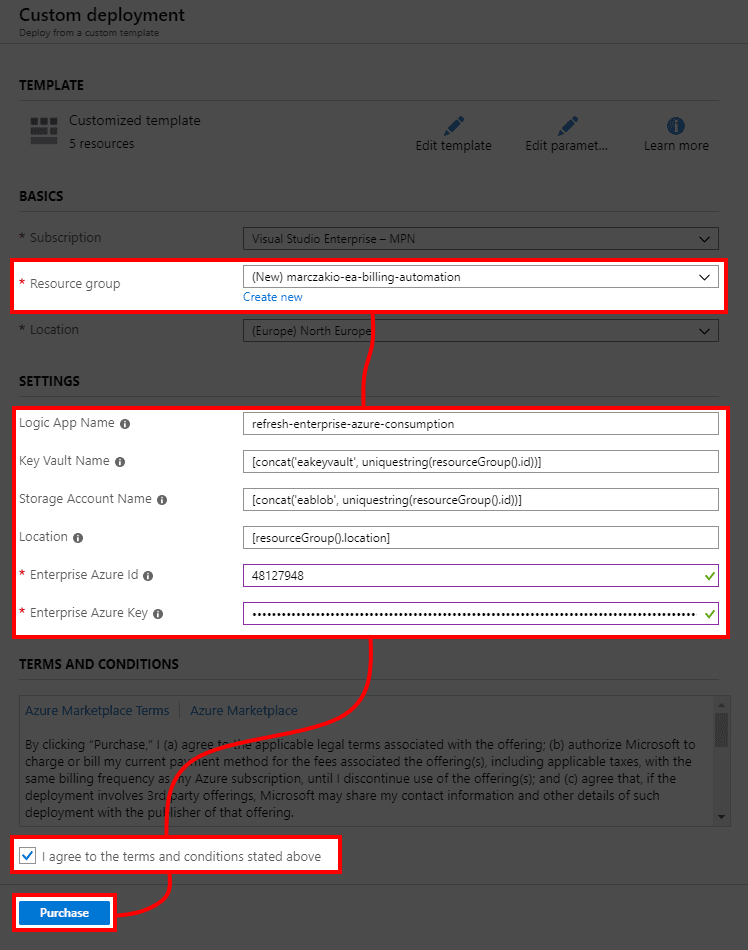 Custom deployment
Deploy from a custom template
TEMPLATE
Customized template
5 resources
Edit template
Edit paramet...
Learn more
BASICS
* Subscription
Visual Studio Enterprise – MPN
* Resource group
(New) marczakio-ea-billing-automation
Create new
* Location
(Europe) North Europe
SETTINGS
Logic App Name
refresh-enterprise-azure-consumption
Key Vault Name
[concat('eakeyvault', uniquestring(resourceGroup().id))]
Storage Account Name
[concat('eablob', uniquestring(resourceGroup().id))]
Location
[resourceGroup().location]
* Enterprise Azure Id
48127948
* Enterprise Azure Key
TERMS AND CONDITIONS
Azure Marketplace Terms
Azure Marketplace
By clicking “Purchase,” I (a) agree to the applicable legal terms associated with the offering; (b) authorize Microsoft to
charge or bill my current payment method for the fees associated the offering(s), including applicable taxes, with the
same billing frequency as my Azure subscription, until I discontinue use of the offering(s); and (c) agree that, if the
deployment involves 3rd party offerings, Microsoft may share my contact information and other details of such
deployment with the publisher of that offering.
I agree to the terms and conditions stated above
Purchase